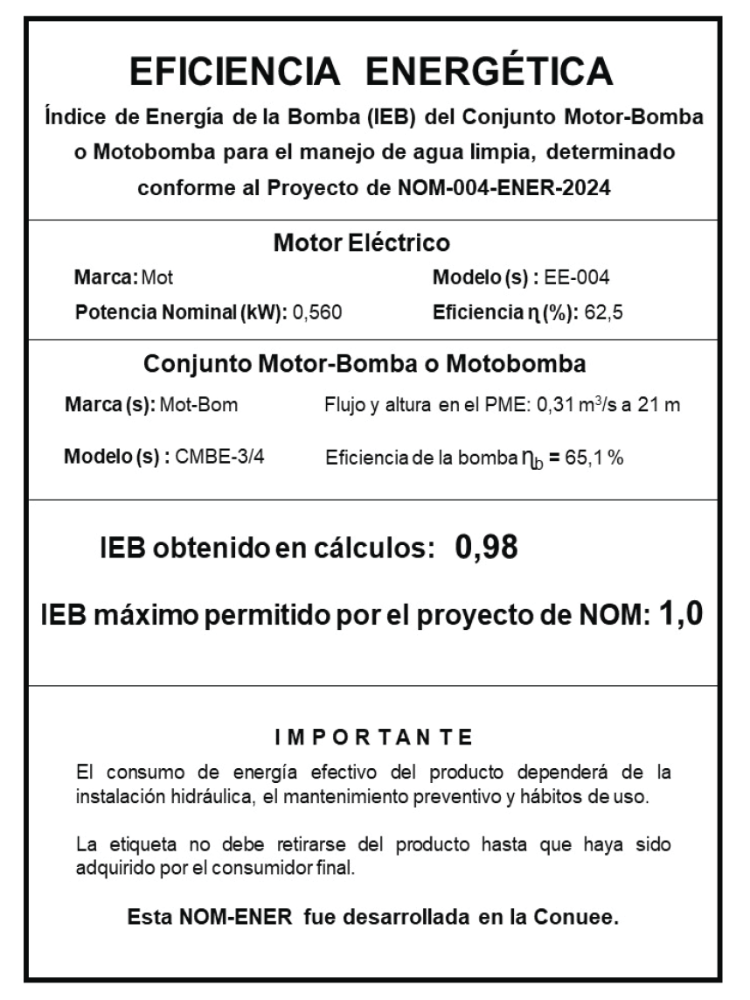 EFICIENCIA ENERGÉTICA
Índice de Energía de la Bomba (IEB) del Conjunto Motor-Bomba
o Motobomba para el manejo de agua limpia, determinado
conforme al Proyecto de NOM-004-ENER-2024
Motor Eléctrico
Marca: Mot Modelo (s) : EE-004
Potencia Nominal (kW): 0,560 Eficiencia η (%): 62,5
Conjunto Motor-Bomba o Motobomba
Marca (s): Mot-Bom Flujo y altura en el PME: 0,31 m³/s a 21 m
Modelo (s) : CMBE-3/4 Eficiencia de la bomba ηb = 65,1 %
IEB obtenido en cálculos: 0,98
IEB máximo permitido por el proyecto de NOM: 1,0
IMPORTANTE
El consumo de energía efectivo del producto dependerá de la
instalación hidráulica, el mantenimiento preventivo y hábitos de uso.
La etiqueta no debe retirarse del producto hasta que haya sido
adquirido por el consumidor final.
Esta NOM-ENER fue desarrollada en la Conuee.